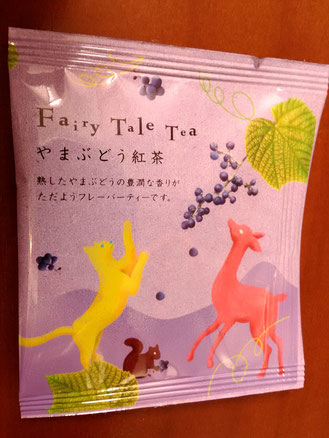 Fairy Tale Tea
やまぶどう紅茶
熟したやまぶどうの豊潤な香りが
ただようフレーバーティーです。